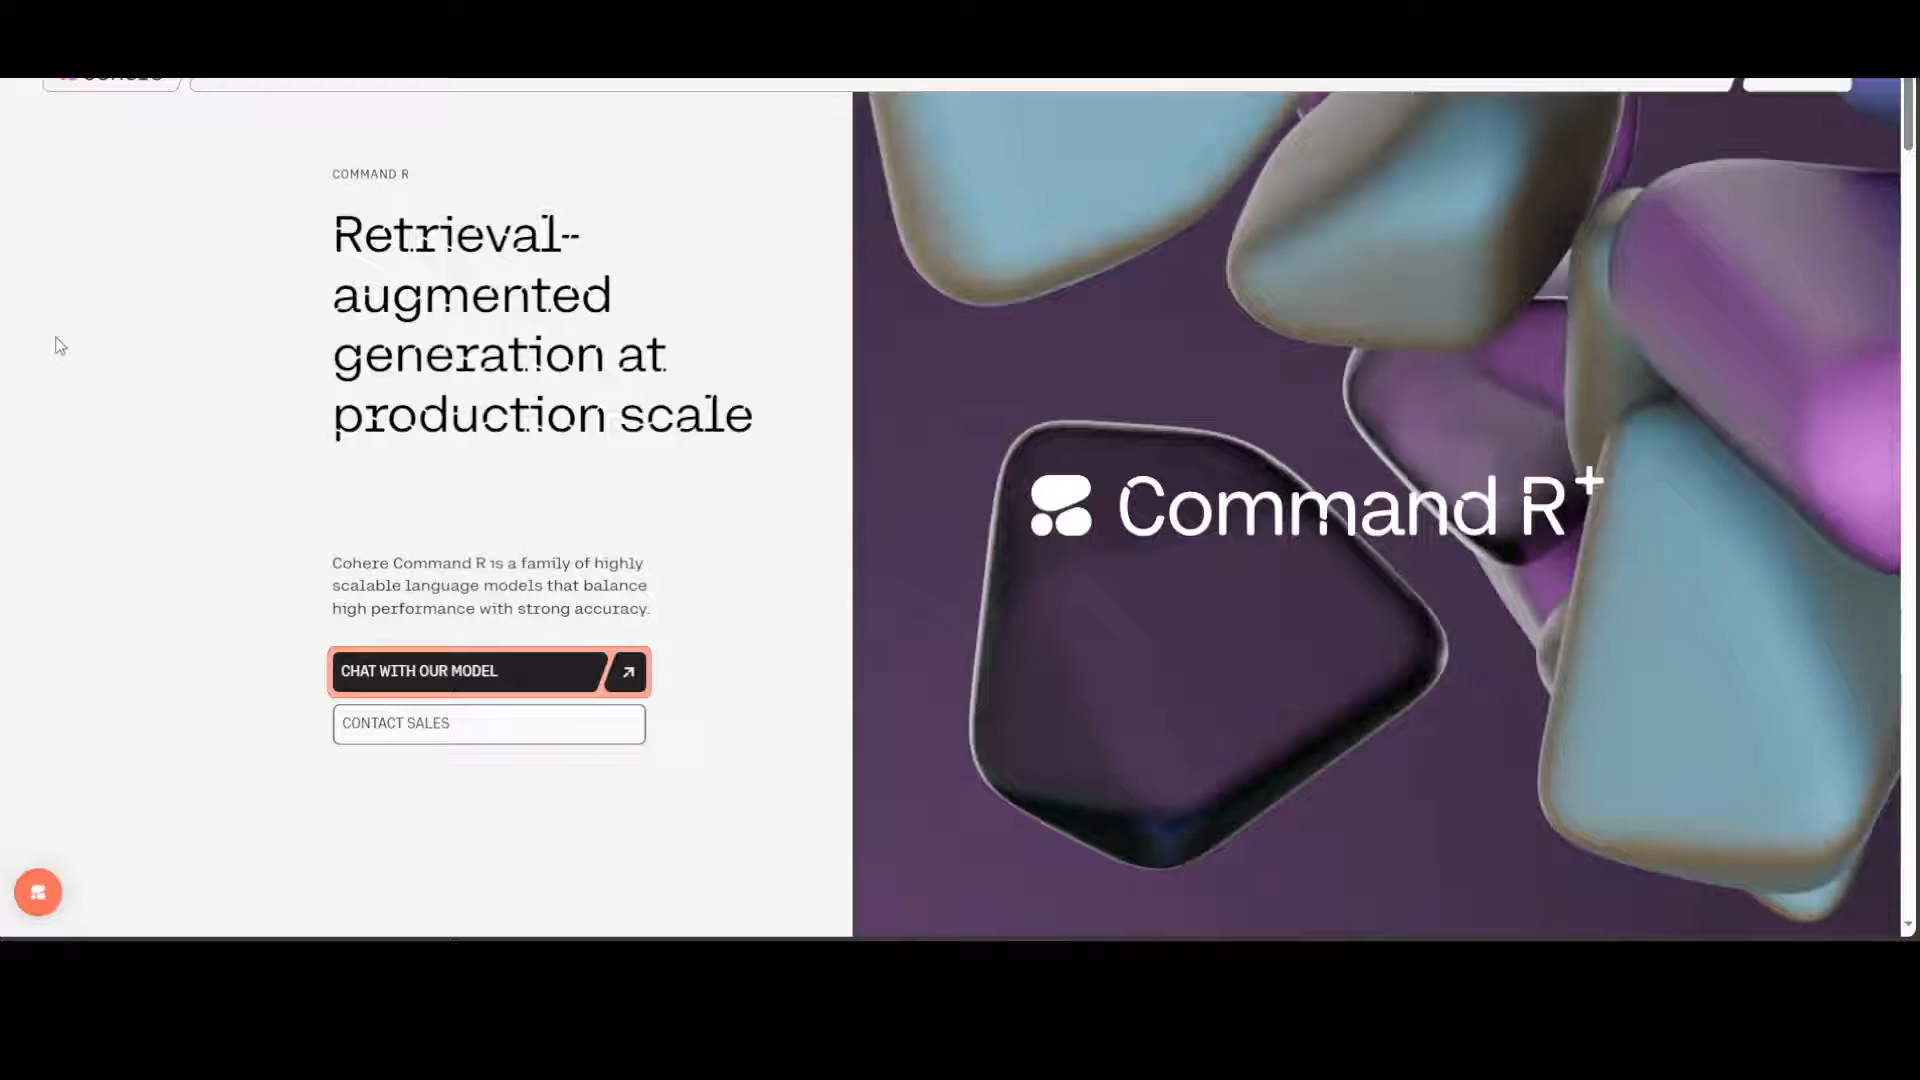 COMMAND R
Retrieval-
augmented
generation at
production scale
Cohere Command R is a family of highly
scalable language models that balance
high performance with strong accuracy.
CHAT WITH OUR MODEL
CONTACT SALES
Command R+